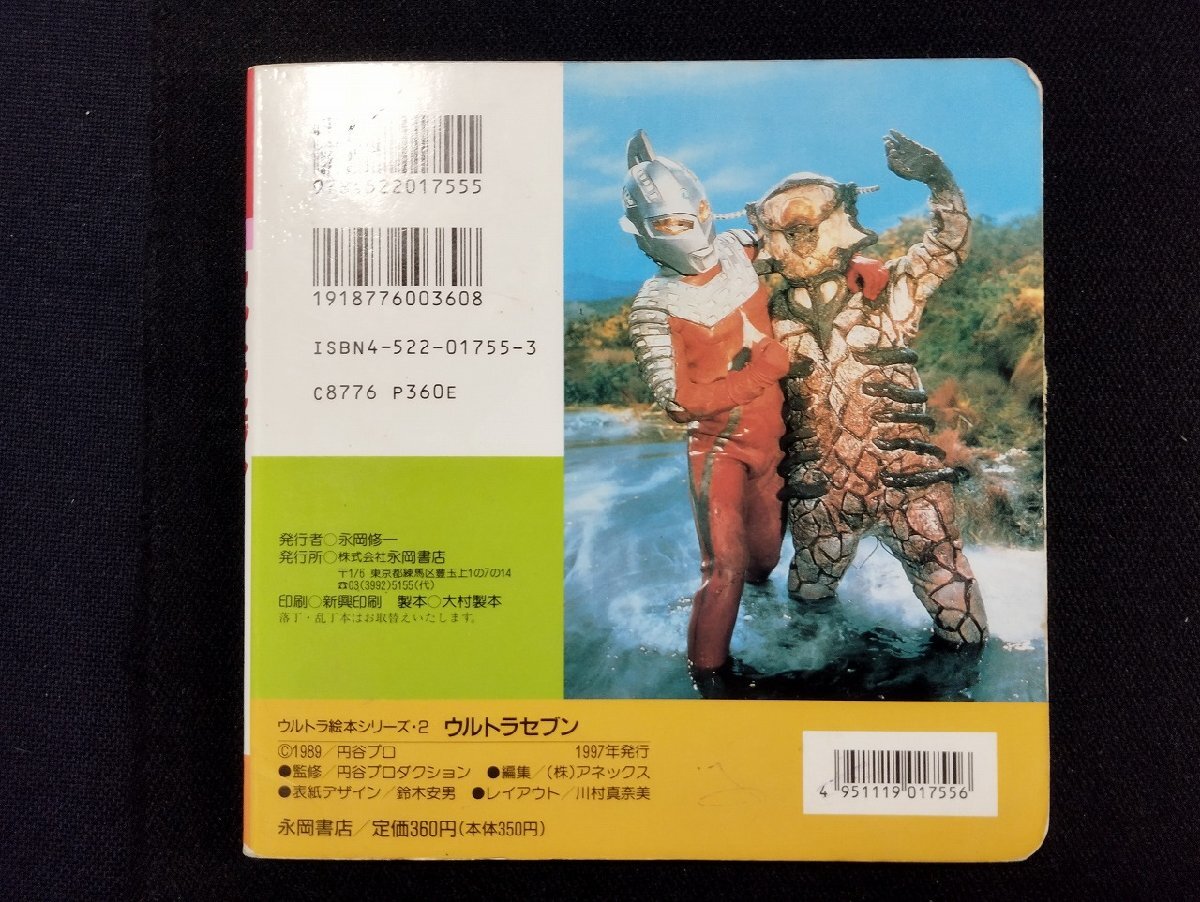 9784522017555
1918776003608
ISBN4-522-01755-3
C8776 P360E
発行者○永岡修一
発行所○株式会社永岡書店
〒176 東京都練馬区豊玉上1の7の14
☎03(3992)5155(代)
印刷○新興印刷 製本○大村製本
落丁・乱丁本はお取替えいたします。
ウルトラ絵本シリーズ・2 ウルトラセブン
©1989/円谷プロ 1997年発行
●監修/円谷プロダクション ●編集/(株)アネックス
●表紙デザイン/鈴木安男 ●レイアウト/川村真奈美
永岡書店/定価360円(本体350円)
4 951119 017556